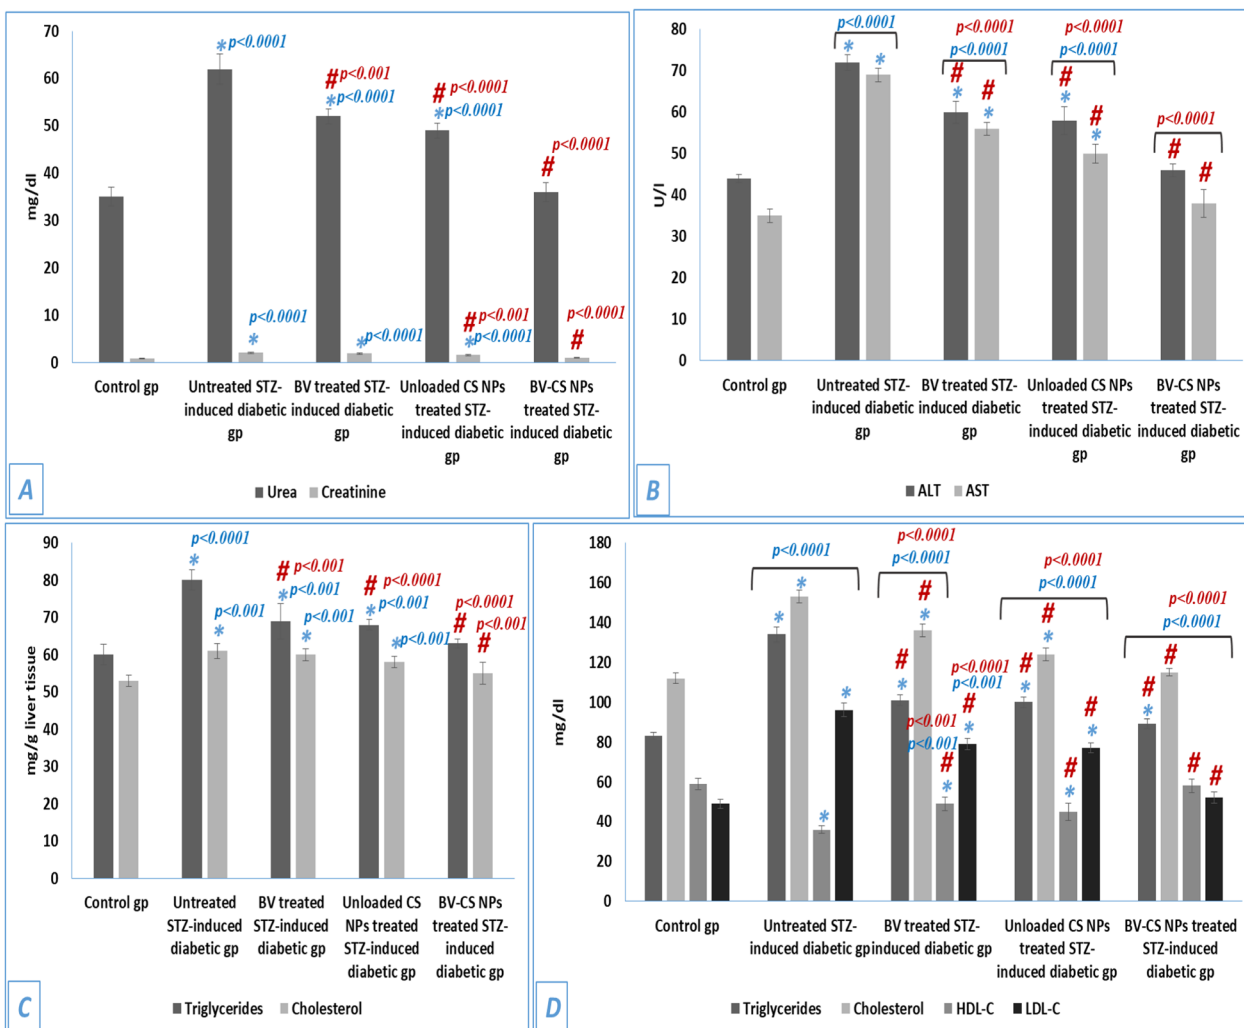 70
60
50
40
30
20
10
0
mg/dl
*p<0.0001
# p<0.001
*p<0.0001
# p<0.0001
*p<0.0001
p<0.0001
#
p<0.0001
*
p<0.0001
*
p<0.001
#
*p<0.0001
p<0.0001
#
Control gp
Untreated STZ-
induced diabetic
gp
BV treated STZ-
induced diabetic
gp
Unloaded CS NPs
treated STZ-
induced diabetic
gp
BV-CS NPs
treated STZ-
induced diabetic
gp
Urea Creatinine
A
80
70
60
50
40
30
20
10
0
U/l
p<0.0001
* *
p<0.0001
p<0.0001
# #
* *
p<0.0001
p<0.0001
# #
* *
p<0.0001
# #
Control gp
Untreated STZ-
induced diabetic
gp
BV treated STZ-
induced diabetic
gp
Unloaded CS NPs
treated STZ-
induced diabetic
gp
BV-CS NPs
treated STZ-
induced diabetic
gp
ALT AST
B
90
80
70
60
50
40
30
20
10
0
mg/g liver tissue
p<0.0001
*
p<0.001
*
# p<0.001
p<0.001
*
p<0.001
*
# p<0.0001
* p<0.001
*p<0.001
p<0.0001
#
p<0.001
#
Control gp
Untreated
STZ-induced
diabetic gp
BV treated
STZ-induced
diabetic gp
Unloaded CS
NPs treated
STZ-induced
diabetic gp
BV-CS NPs
treated STZ-
induced
diabetic gp
Triglycerides Cholesterol
C
180
160
140
120
100
80
60
40
20
0
mg/dl
p<0.0001
* * * *
p<0.0001
p<0.0001
# #
* *
p<0.001
p<0.001
#
*
p<0.0001
p<0.001
#
*
p<0.0001
p<0.0001
# # # #
* * * *
p<0.0001
p<0.0001
# # # #
*
Control gp
Untreated STZ-
induced diabetic gp
BV treated STZ-
induced diabetic gp
Unloaded CS NPs
treated STZ-
induced diabetic gp
BV-CS NPs treated
STZ-induced
diabetic gp
Triglycerides Cholesterol HDL-C LDL-C
D